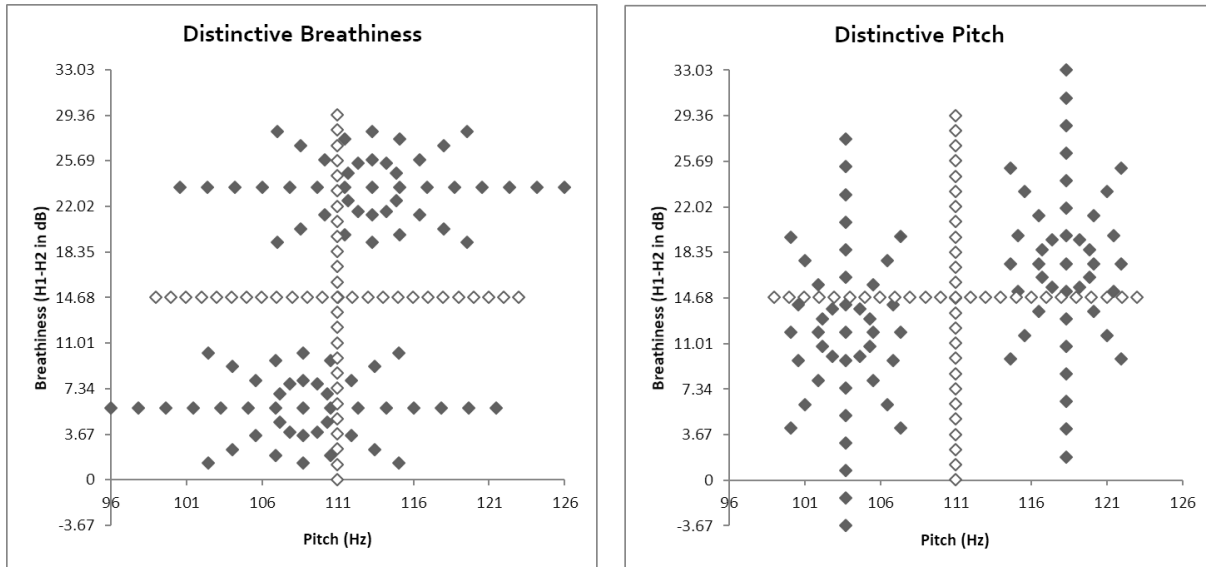 Distinctive Breathiness
33.03
29.36
25.69
22.02
18.35
14.68
11.01
7.34
3.67
0
-3.67
96 101 106 111 116 121 126
Breathiness (H1-H2 in dB)
Pitch (Hz)
Distinctive Pitch
33.03
29.36
25.69
22.02
18.35
14.68
11.01
7.34
3.67
0
-3.67
96 101 106 111 116 121 126
Breathiness (H1-H2 in dB)
Pitch (Hz)